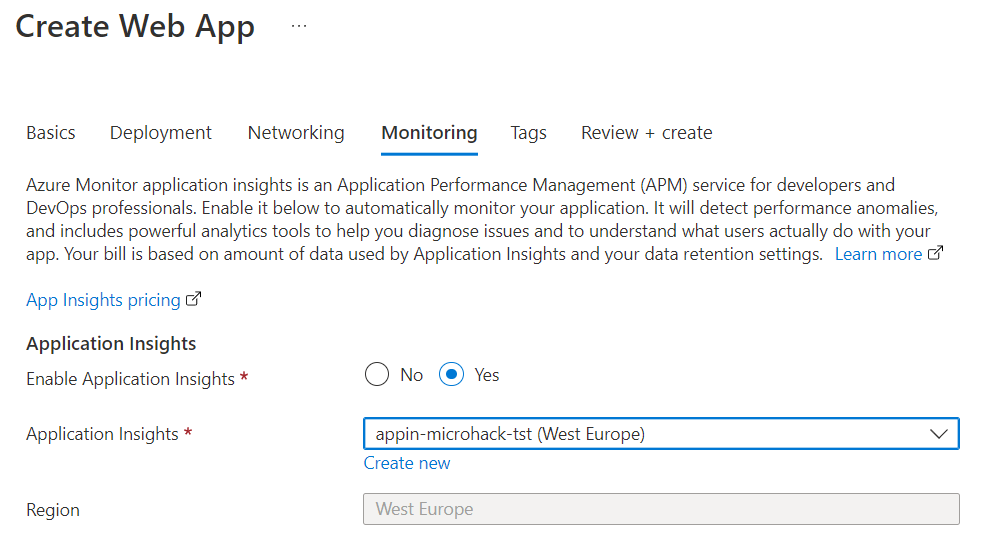 Create Web App ...
Basics Deployment Networking Monitoring Tags Review + create
Azure Monitor application insights is an Application Performance Management (APM) service for developers and
DevOps professionals. Enable it below to automatically monitor your application. It will detect performance anomalies,
and includes powerful analytics tools to help you diagnose issues and to understand what users actually do with your
app. Your bill is based on amount of data used by Application Insights and your data retention settings. Learn more
App Insights pricing
Application Insights
Enable Application Insights * No Yes
Application Insights * appin-microhack-tst (West Europe)
Create new
Region West Europe